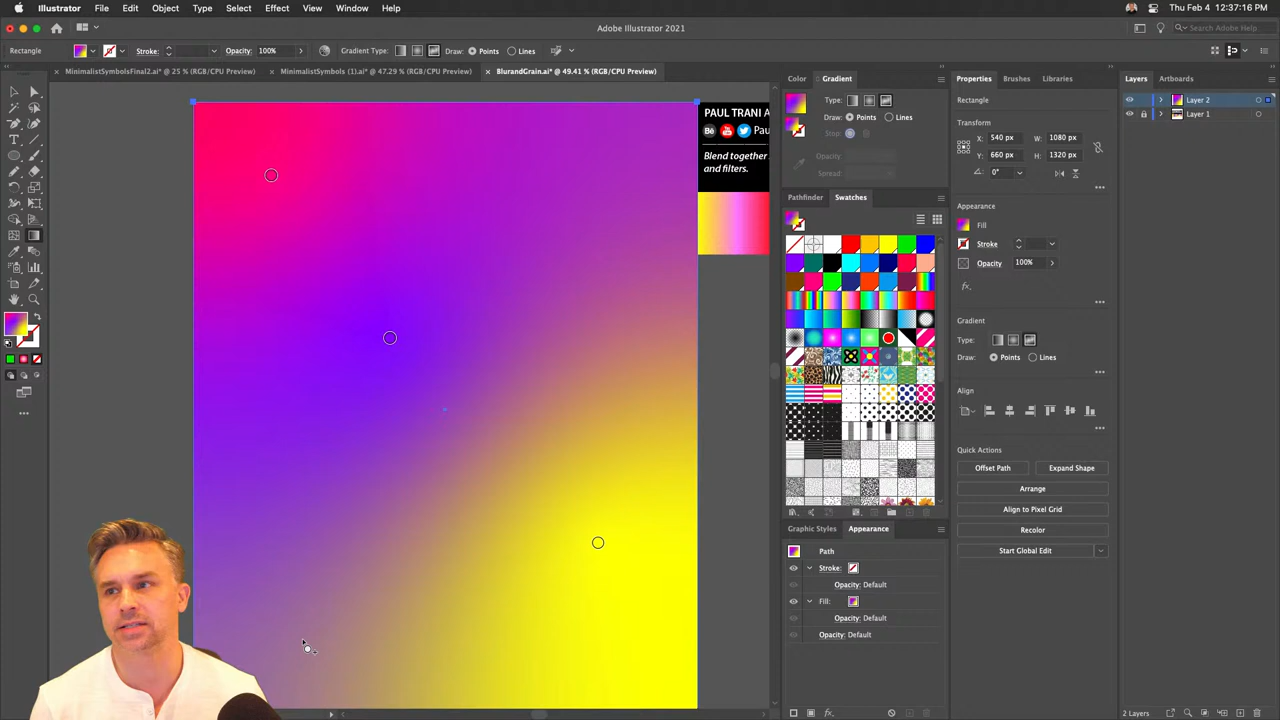 Illustrator File Edit Object Type Select Effect View Window Help
Thu Feb 4 12:37:16 PM
Adobe Illustrator 2021
Search Adobe Help
Rectangle
Stroke:
Opacity: 100%
Gradient Type:
Draw: Points Lines
MinimalistSymbolsFinal2.ai* @ 25 % (RGB/CPU Preview)
MinimalistSymbols (1).ai* @ 47.29 % (RGB/CPU Preview)
BlurandGrain.ai* @ 49.41 % (RGB/CPU Preview)
PAUL TRANI A
Pau
Blend together
and filters.
Color Gradient
Type:
Draw: Points Lines
Stop:
Opacity:
Spread:
Pathfinder Swatches
Graphic Styles Appearance
Path
Stroke:
Opacity: Default
Fill:
Opacity: Default
Opacity: Default
Properties Brushes Libraries
Rectangle
Transform
X: 540 px W: 1080 px
Y: 660 px H: 1320 px
0°
Appearance
Fill
Stroke
Opacity 100%
fx.
Gradient
Type:
Draw: Points Lines
Align
Quick Actions
Offset Path Expand Shape
Arrange
Align to Pixel Grid
Recolor
Start Global Edit
Layers Artboards
Layer 2
Layer 1
2 Layers